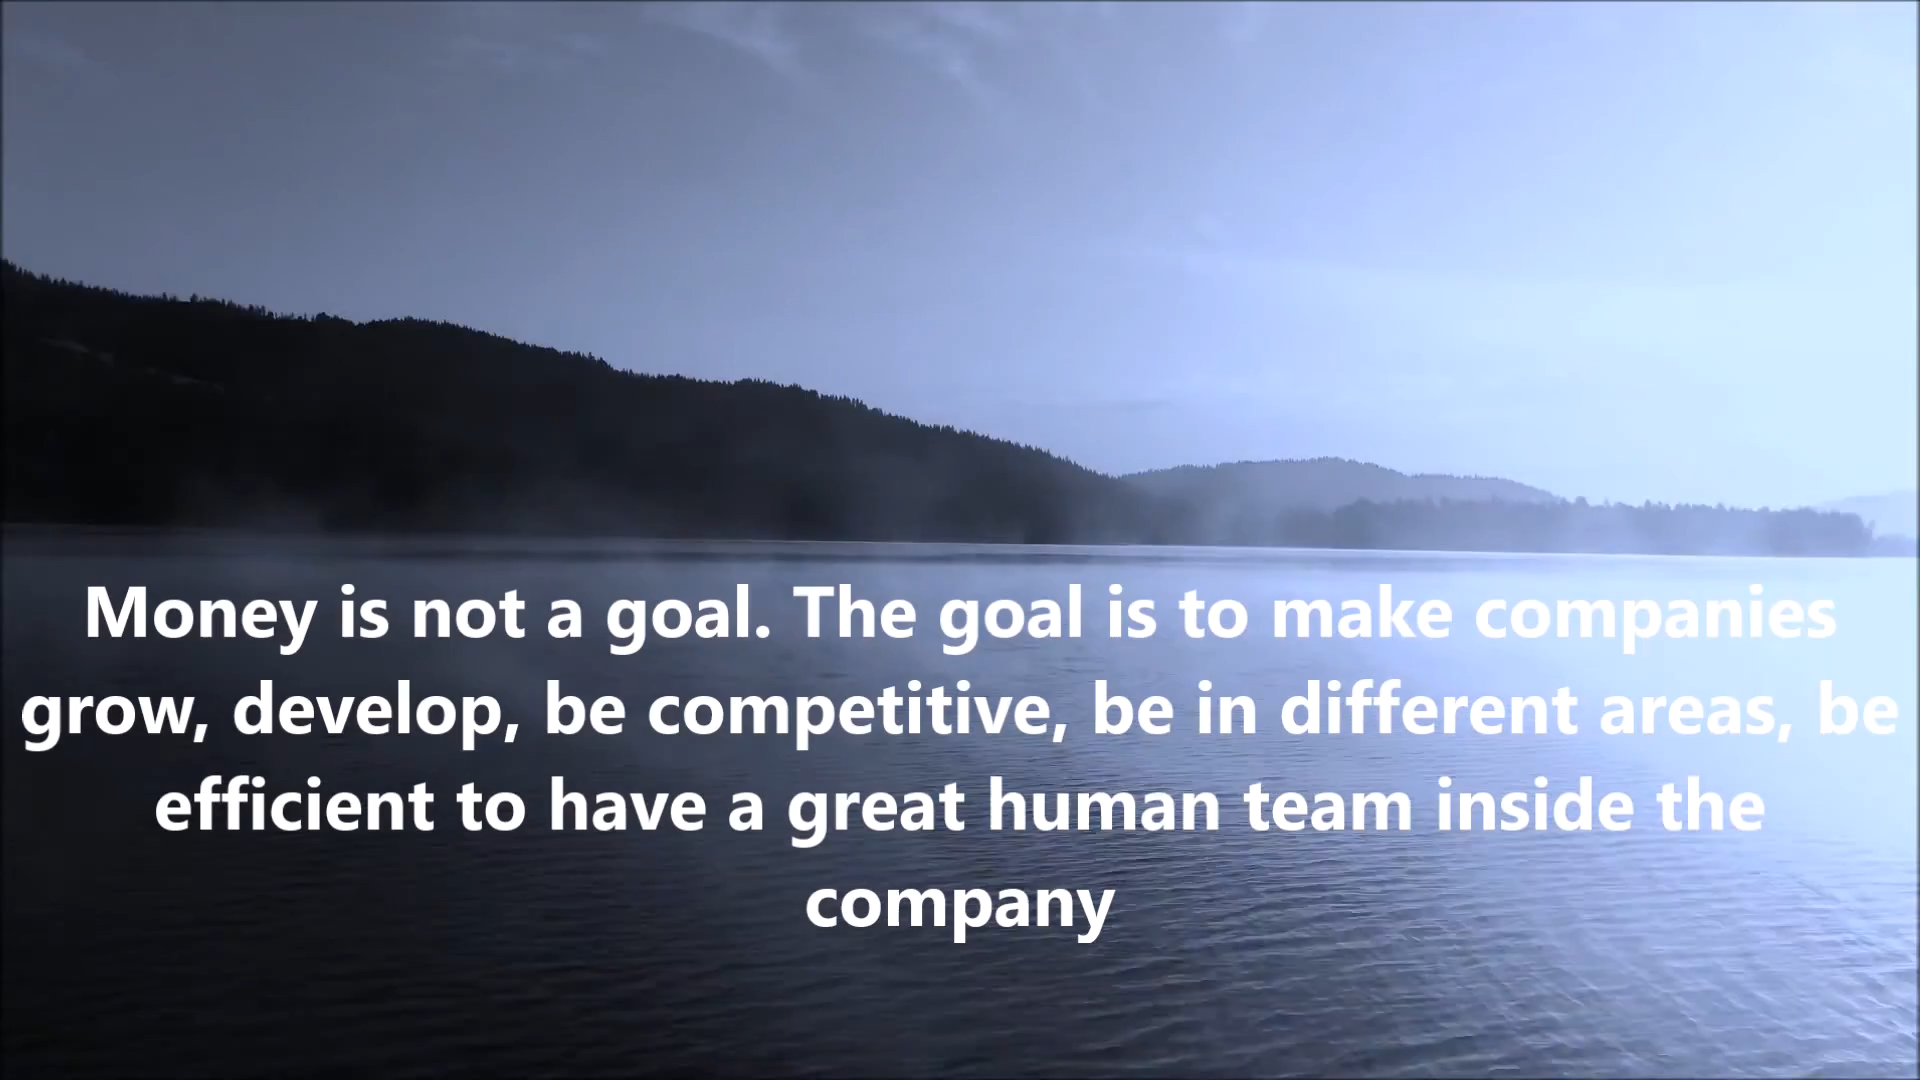 Money is not a goal. The goal is to make companies
grow, develop, be competitive, be in different areas, be
efficient to have a great human team inside the
company